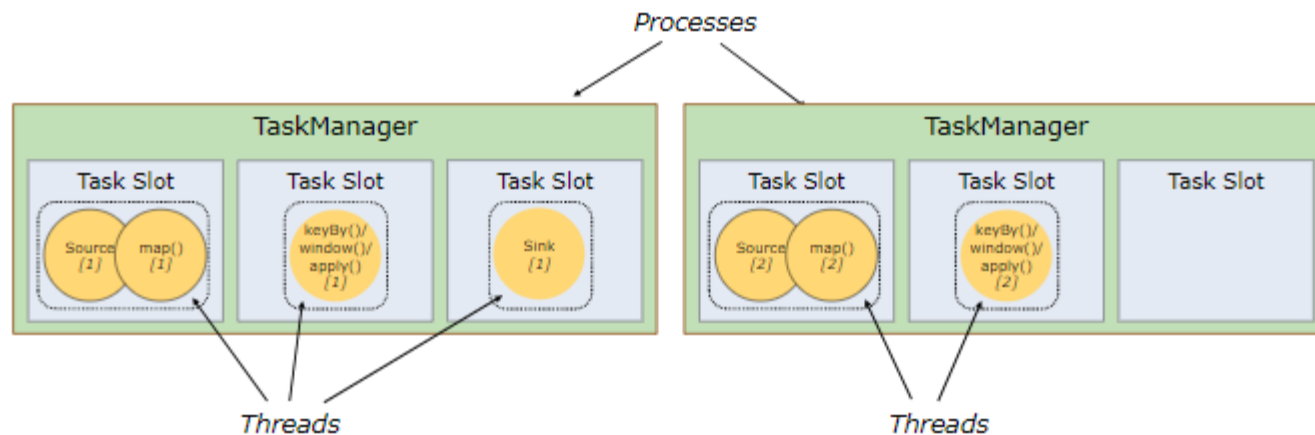 Processes
TaskManager
Task Slot
Source
[1]
map()
[1]
Task Slot
keyBy()/
window()/
apply()
[1]
Task Slot
Sink
[1]
TaskManager
Task Slot
Source
[2]
map()
[2]
Task Slot
keyBy()/
window()/
apply()
[2]
Task Slot
Threads
Threads